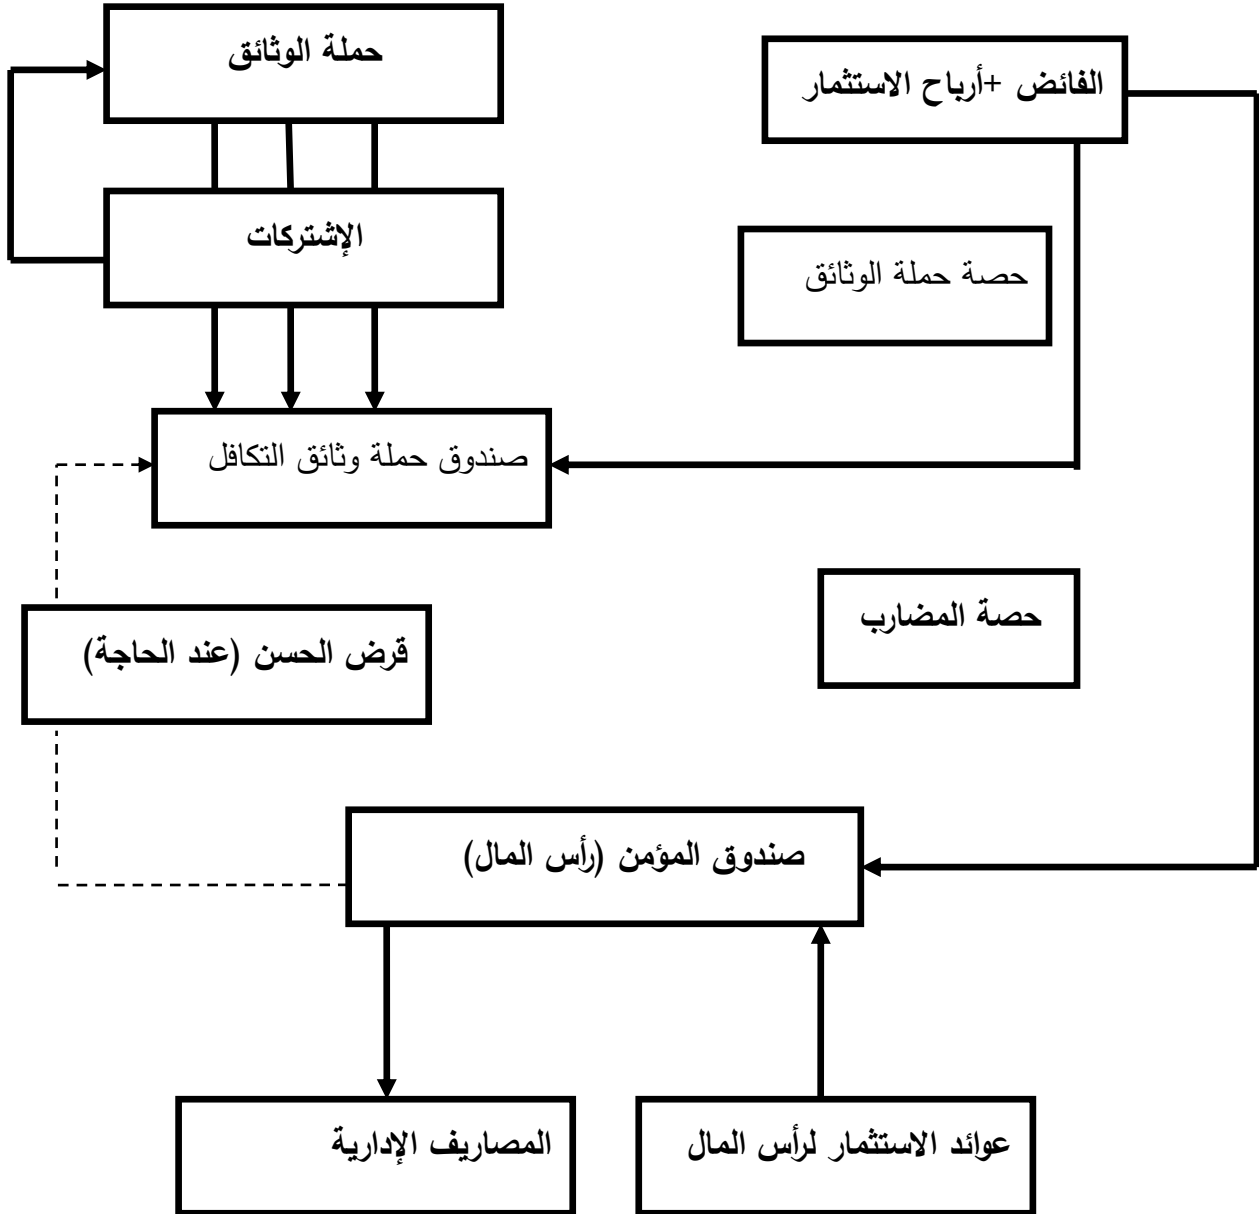 حملة الوثائق
الفائض +أرباح الاستثمار
الإشتركات
حصة حملة الوثائق
صندوق حملة وثائق التكافل
حصة المضارب
قرض الحسن (عند الحاجة)
صندوق المؤمن (رأس المال)
المصاريف الإدارية
عوائد الاستثمار لرأس المال